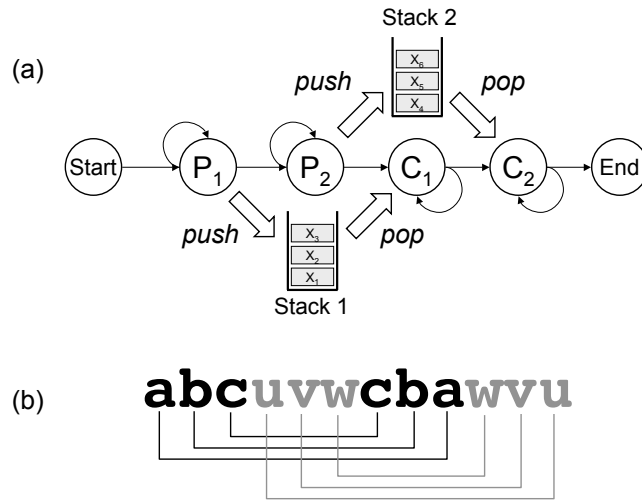 Stack 2
(a)
push
X6
X5
X4
pop
Start
P1
P2
C1
C2
End
push
X3
X2
X1
pop
Stack 1
(b)
abcuvwcbawvu